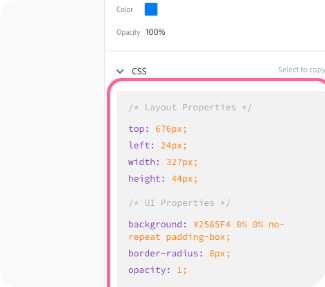 Color
Opacity 100%
CSS Select to copy
/* Layout Properties */
top: 676px;
left: 24px;
width: 327px;
height: 44px;
/* UI Properties */
background: #2585F4 0% 0% no-
repeat padding-box;
border-radius: 8px;
opacity: 1;